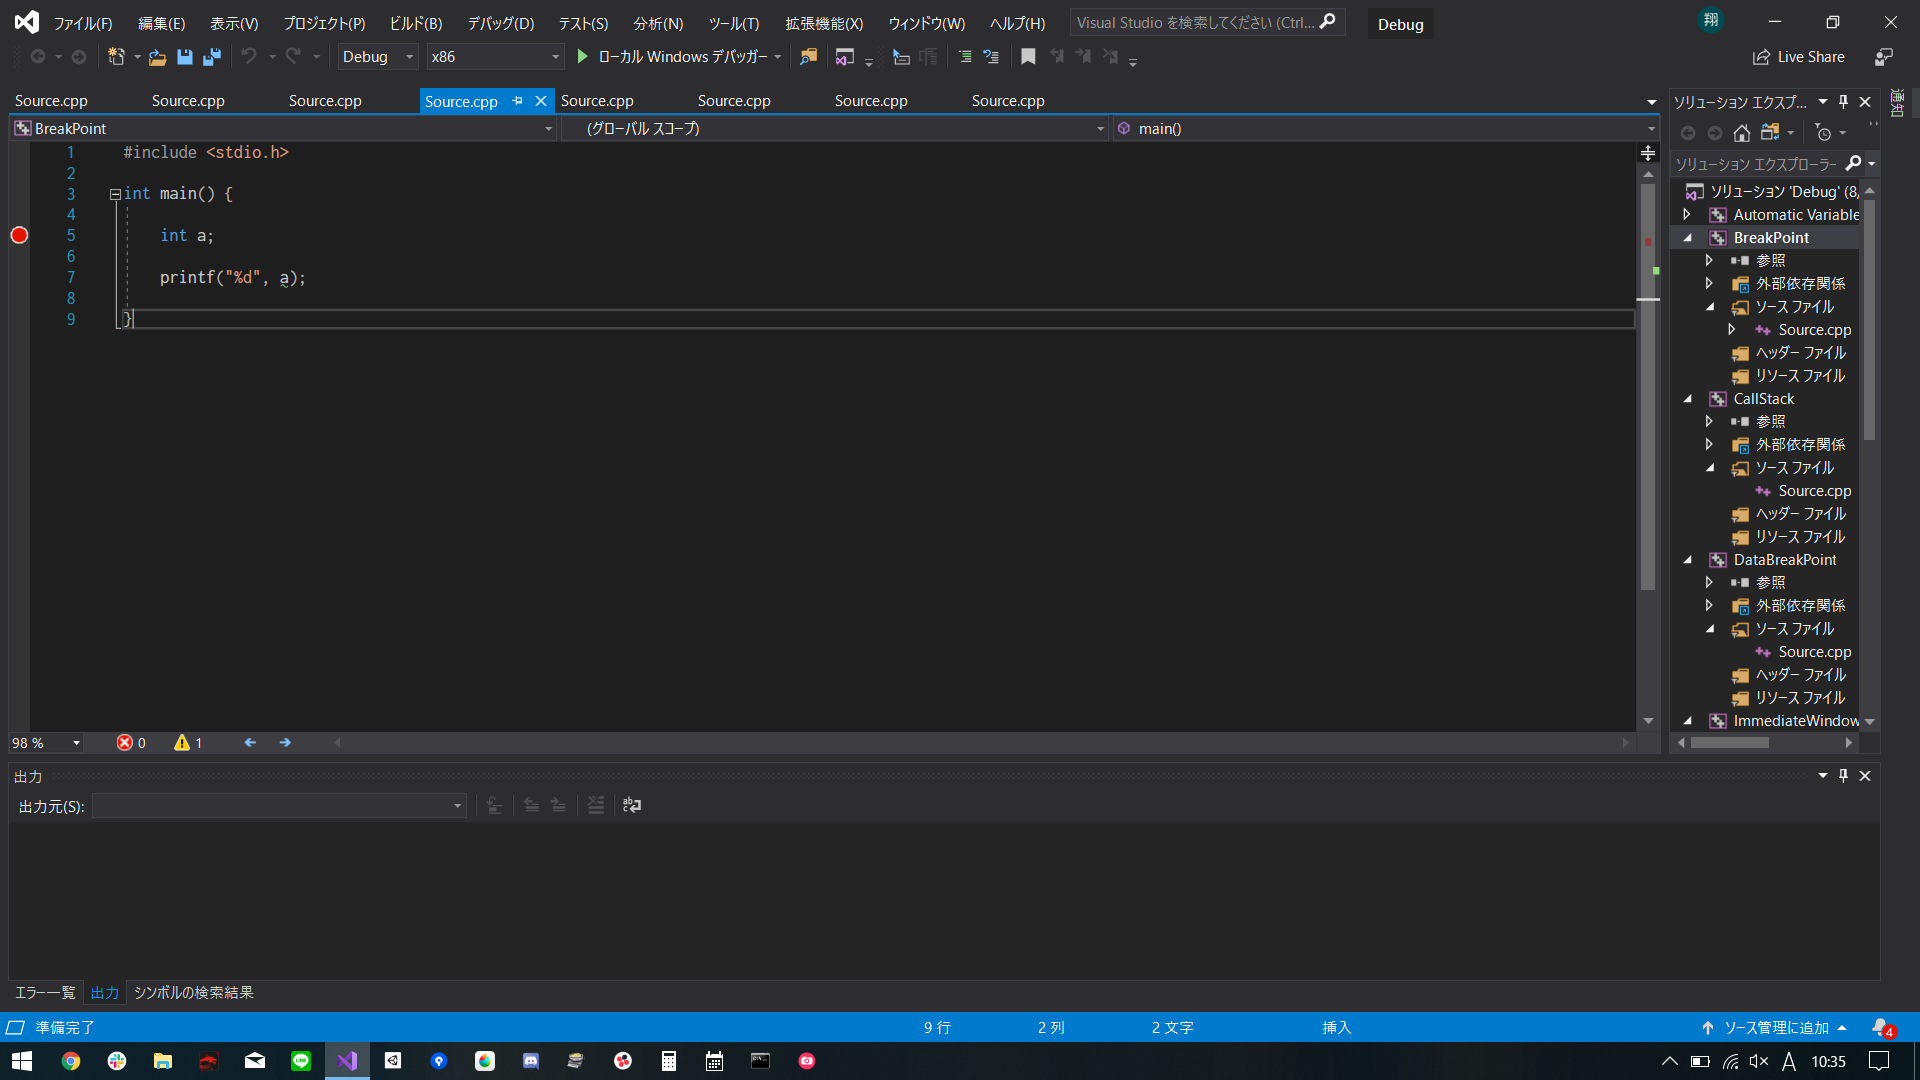 ファイル(F) 編集(E) 表示(V) プロジェクト(P) ビルド(B) デバッグ(D) テスト(S) 分析(N) ツール(T) 拡張機能(X) ウィンドウ(W) ヘルプ(H) Visual Studio を検索してください (Ctrl... Debug 翔
Debug x86 ローカル Windows デバッガー Live Share
Source.cpp Source.cpp Source.cpp Source.cpp Source.cpp Source.cpp Source.cpp Source.cpp
BreakPoint (グローバル スコープ) main()
1 #include <stdio.h>
2
3 int main() {
4
5 int a;
6
7 printf("%d", a);
8
9 }
98 % 0 1
ソリューション エクスプ...
ソリューション エクスプローラー
ソリューション 'Debug' (8/
Automatic Variable
BreakPoint
参照
外部依存関係
ソース ファイル
Source.cpp
ヘッダー ファイル
リソース ファイル
CallStack
参照
外部依存関係
ソース ファイル
Source.cpp
ヘッダー ファイル
リソース ファイル
DataBreakPoint
参照
外部依存関係
ソース ファイル
Source.cpp
ヘッダー ファイル
リソース ファイル
ImmediateWindow
通知
出力
出力元(S):
エラー一覧 出力 シンボルの検索結果
準備完了 9 行 2 列 2 文字 挿入 ソース管理に追加 4
A 10:35